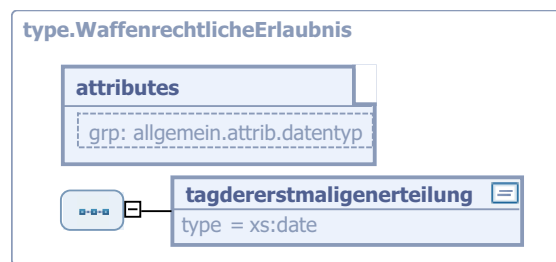 type.WaffenrechtlicheErlaubnis
attributes
grp: allgemein.attrib.datentyp
tagdererstmaligenerteilung
type = xs:date